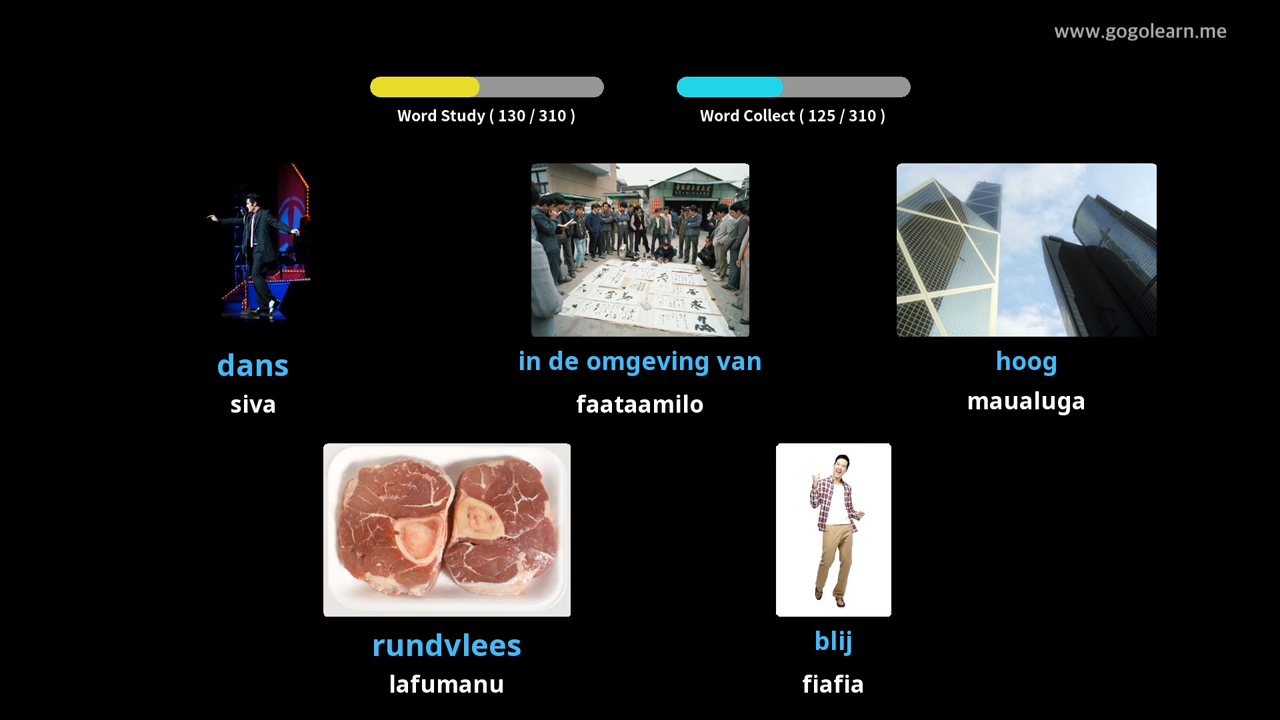 www.gogolearn.me
Word Study ( 130 / 310 )
Word Collect ( 125 / 310 )
dans
siva
in de omgeving van
faataamilo
hoog
maualuga
rundvlees
lafumanu
blij
fiafia